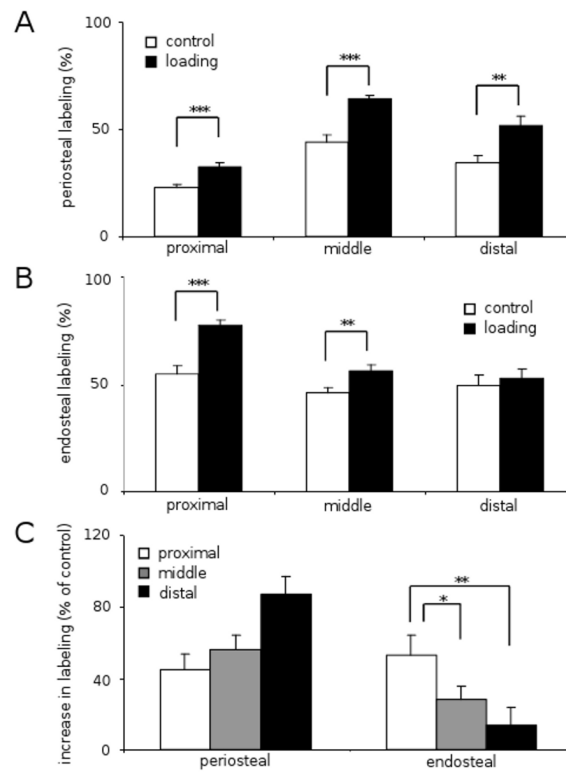 A
periosteal labeling (%)
100
50
0
control
loading
***
***
**
proximal middle distal
B
endosteal labeling (%)
100
50
0
control
loading
***
**
proximal middle distal
C
increase in labeling (% of control)
120
80
40
0
proximal
middle
distal
**
*
periosteal endosteal